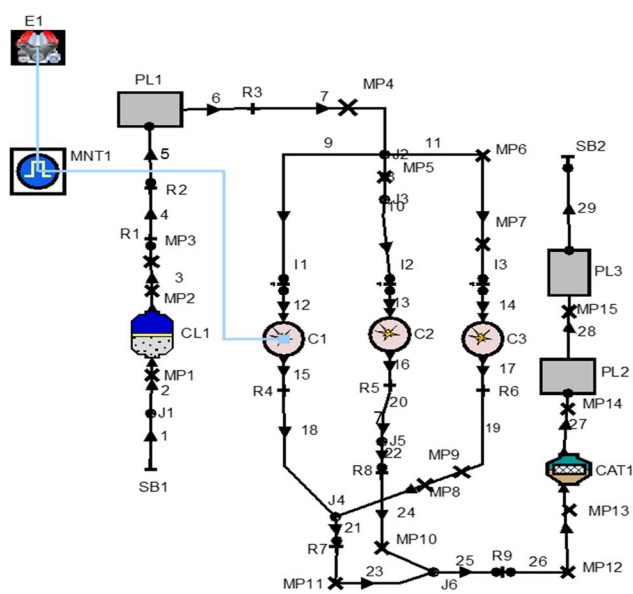 E1
MP4
PL1
6
R3
7
MNT1
5
9
J2
11
MP6
SB2
MP5
8
J3
10
R2
4
29
R1
MP3
MP7
3
I1
I2
I3
PL3
MP2
12
13
14
MP15
28
CL1
C1
C2
C3
MP1
15
16
17
PL2
2
R4
R5
R6
MP14
20
J1
7
27
18
J5
19
1
22
MP9
CAT1
R8
MP8
SB1
J4
24
MP13
21
R7
MP10
R9
25
26
MP12
MP11
23
J6